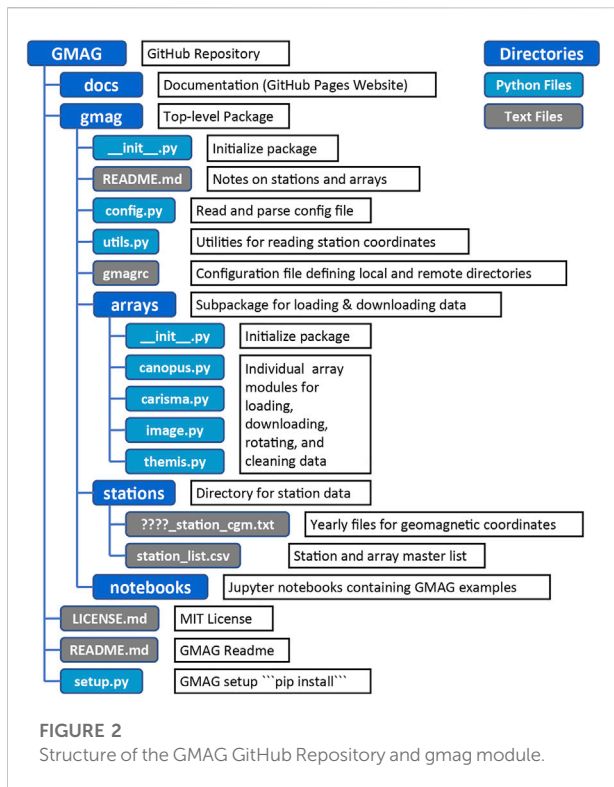 GMAG GitHub Repository Directories
docs Documentation (GitHub Pages Website) Python Files
gmag Top-level Package Text Files
__init__.py Initialize package
README.md Notes on stations and arrays
config.py Read and parse config file
utils.py Utilities for reading station coordinates
gmagrc Configuration file defining local and remote directories
arrays Subpackage for loading & downloading data
__init__.py Initialize package
canopus.py Individual array
modules for
carisma.py loading,
downloading,
image.py rotating, and
themis.py cleaning data
stations Directory for station data
????_station_cgm.txt Yearly files for geomagnetic coordinates
station_list.csv Station and array master list
notebooks Jupyter notebooks containing GMAG examples
LICENSE.md MIT License
README.md GMAG Readme
setup.py GMAG setup ```pip install```
FIGURE 2
Structure of the GMAG GitHub Repository and gmag module.